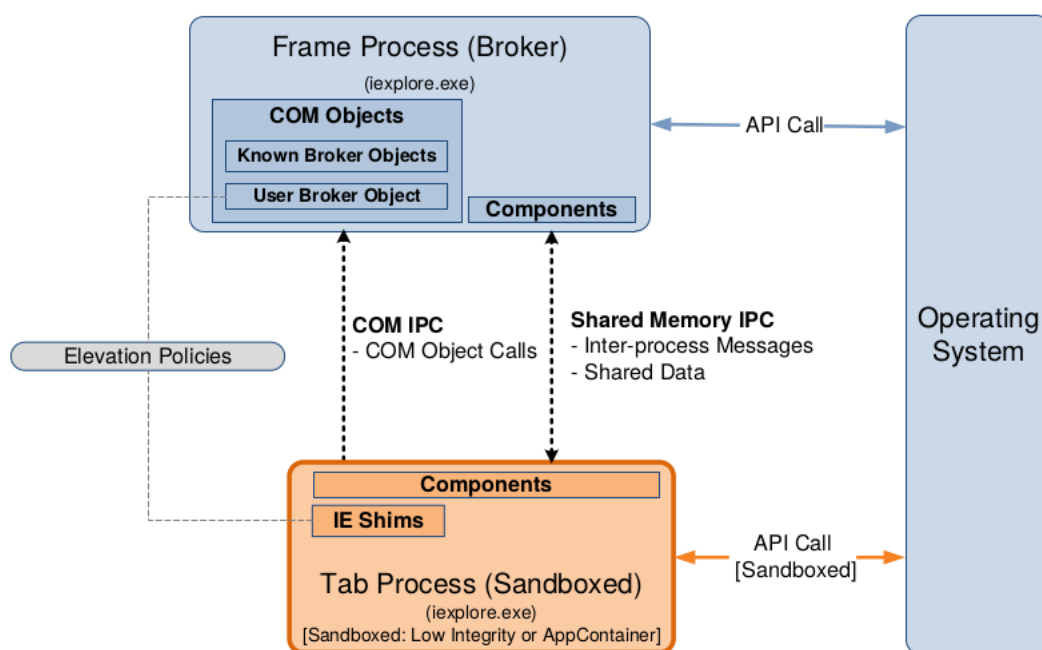 Frame Process (Broker)
(iexplore.exe)
COM Objects
Known Broker Objects
User Broker Object
Components
API Call
COM IPC
- COM Object Calls
Shared Memory IPC
- Inter-process Messages
- Shared Data
Elevation Policies
Operating
System
Components
IE Shims
Tab Process (Sandboxed)
(iexplore.exe)
[Sandboxed: Low Integrity or AppContainer]
API Call
[Sandboxed]